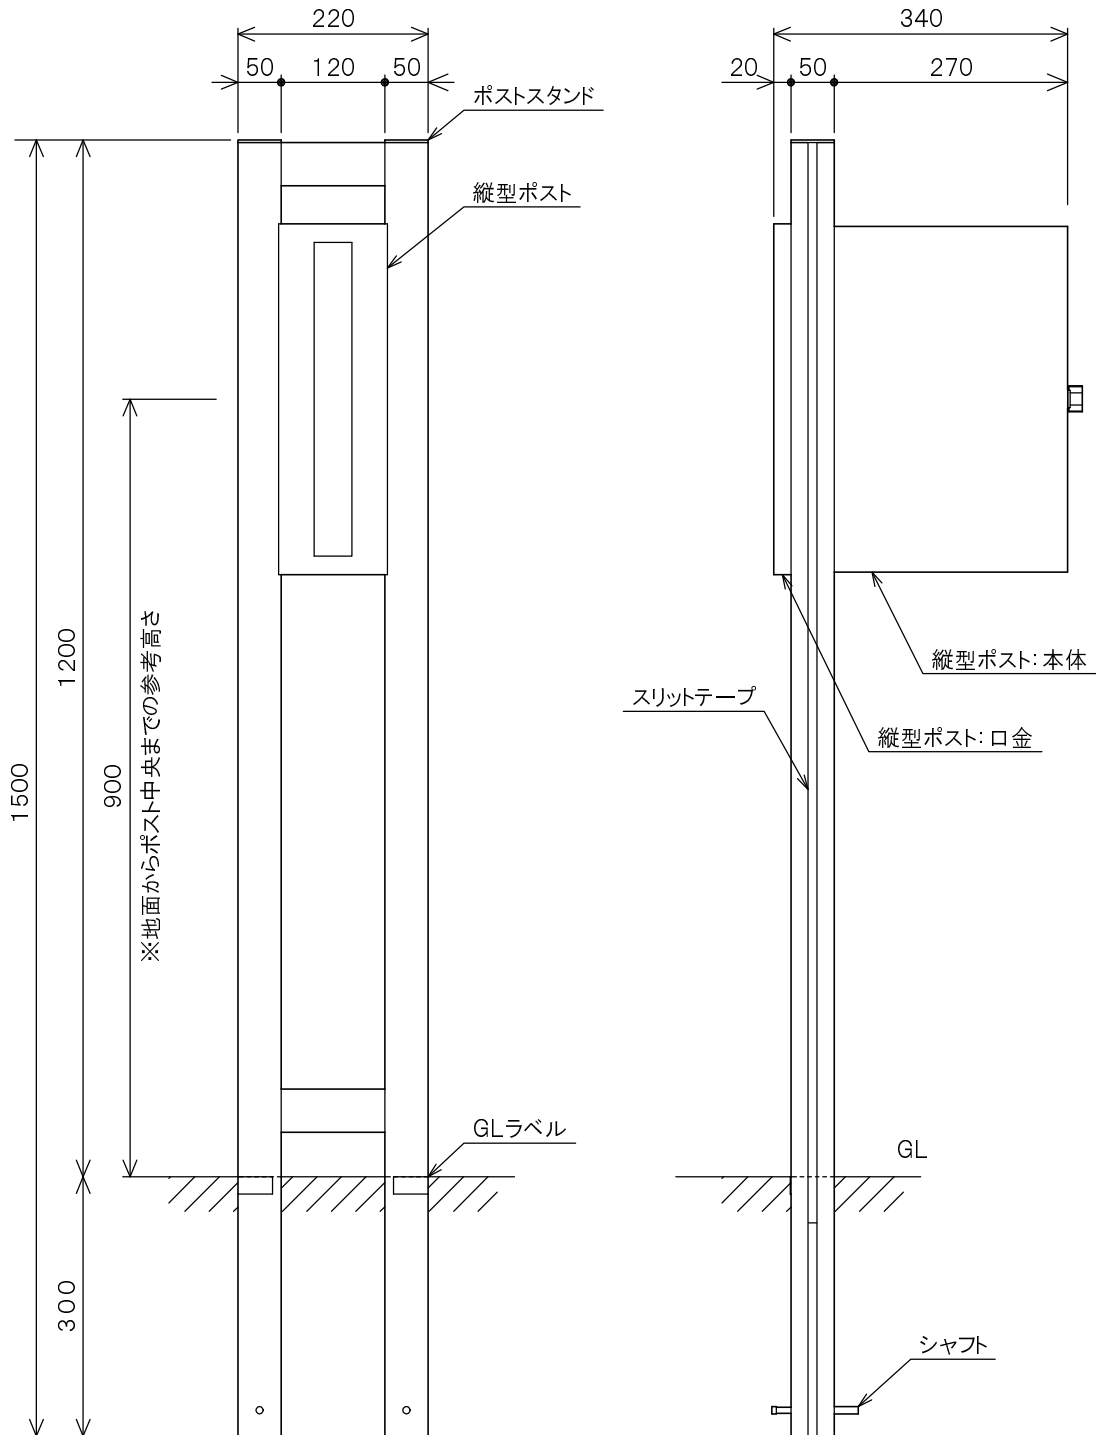 220
50 120 50
340
20 50 270
ポストスタンド
縦型ポスト
1500
1200
900
※地面からポスト中央までの参考高さ
縦型ポスト:本体
スリットテープ
縦型ポスト:口金
GLラベル
GL
300
シャフト